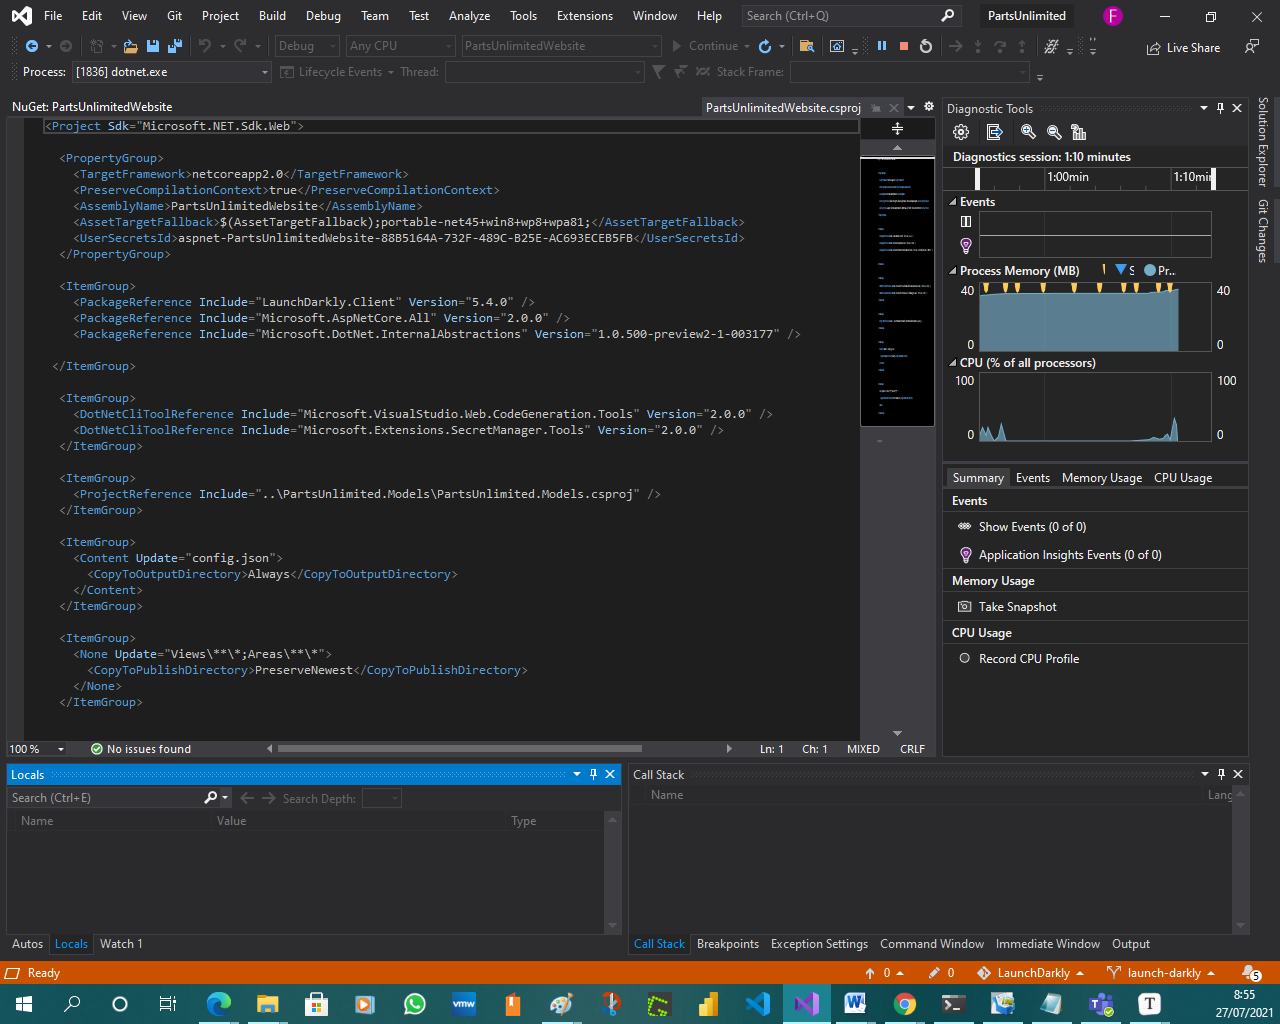 File Edit View Git Project Build Debug Team Test Analyze Tools Extensions Window Help Search (Ctrl+Q) PartsUnlimited F
Debug Any CPU PartsUnlimitedWebsite Continue Live Share
Process: [1836] dotnet.exe Lifecycle Events Thread: Stack Frame:
NuGet: PartsUnlimitedWebsite PartsUnlimitedWebsite.csproj
<Project Sdk="Microsoft.NET.Sdk.Web">
<PropertyGroup>
<TargetFramework>netcoreapp2.0</TargetFramework>
<PreserveCompilationContext>true</PreserveCompilationContext>
<AssemblyName>PartsUnlimitedWebsite</AssemblyName>
<AssetTargetFallback>$(AssetTargetFallback);portable-net45+win8+wp8+wpa81;</AssetTargetFallback>
<UserSecretsId>aspnet-PartsUnlimitedWebsite-88B5164A-732F-489C-B25E-AC693ECEB5FB</UserSecretsId>
</PropertyGroup>
<ItemGroup>
<PackageReference Include="LaunchDarkly.Client" Version="5.4.0" />
<PackageReference Include="Microsoft.AspNetCore.All" Version="2.0.0" />
<PackageReference Include="Microsoft.DotNet.InternalAbstractions" Version="1.0.500-preview2-1-003177" />
</ItemGroup>
<ItemGroup>
<DotNetCliToolReference Include="Microsoft.VisualStudio.Web.CodeGeneration.Tools" Version="2.0.0" />
<DotNetCliToolReference Include="Microsoft.Extensions.SecretManager.Tools" Version="2.0.0" />
</ItemGroup>
<ItemGroup>
<ProjectReference Include="..\PartsUnlimited.Models\PartsUnlimited.Models.csproj" />
</ItemGroup>
<ItemGroup>
<Content Update="config.json">
<CopyToOutputDirectory>Always</CopyToOutputDirectory>
</Content>
</ItemGroup>
<ItemGroup>
<None Update="Views\**\*;Areas\**\*">
<CopyToPublishDirectory>PreserveNewest</CopyToPublishDirectory>
</None>
</ItemGroup>
100 % No issues found Ln: 1 Ch: 1 MIXED CRLF
Diagnostic Tools
Diagnostics session: 1:10 minutes
1:00min 1:10min
Events
Process Memory (MB) S Pr...
40 40
0 0
CPU (% of all processors)
100 100
0 0
Summary Events Memory Usage CPU Usage
Events
Show Events (0 of 0)
Application Insights Events (0 of 0)
Memory Usage
Take Snapshot
CPU Usage
Record CPU Profile
Solution Explorer
Git Changes
Locals
Search (Ctrl+E) Search Depth:
Name Value Type
Autos Locals Watch 1
Call Stack
Name Lang
Call Stack Breakpoints Exception Settings Command Window Immediate Window Output
Ready 0 0 LaunchDarkly launch-darkly 5
vmw W T
8:55
27/07/2021